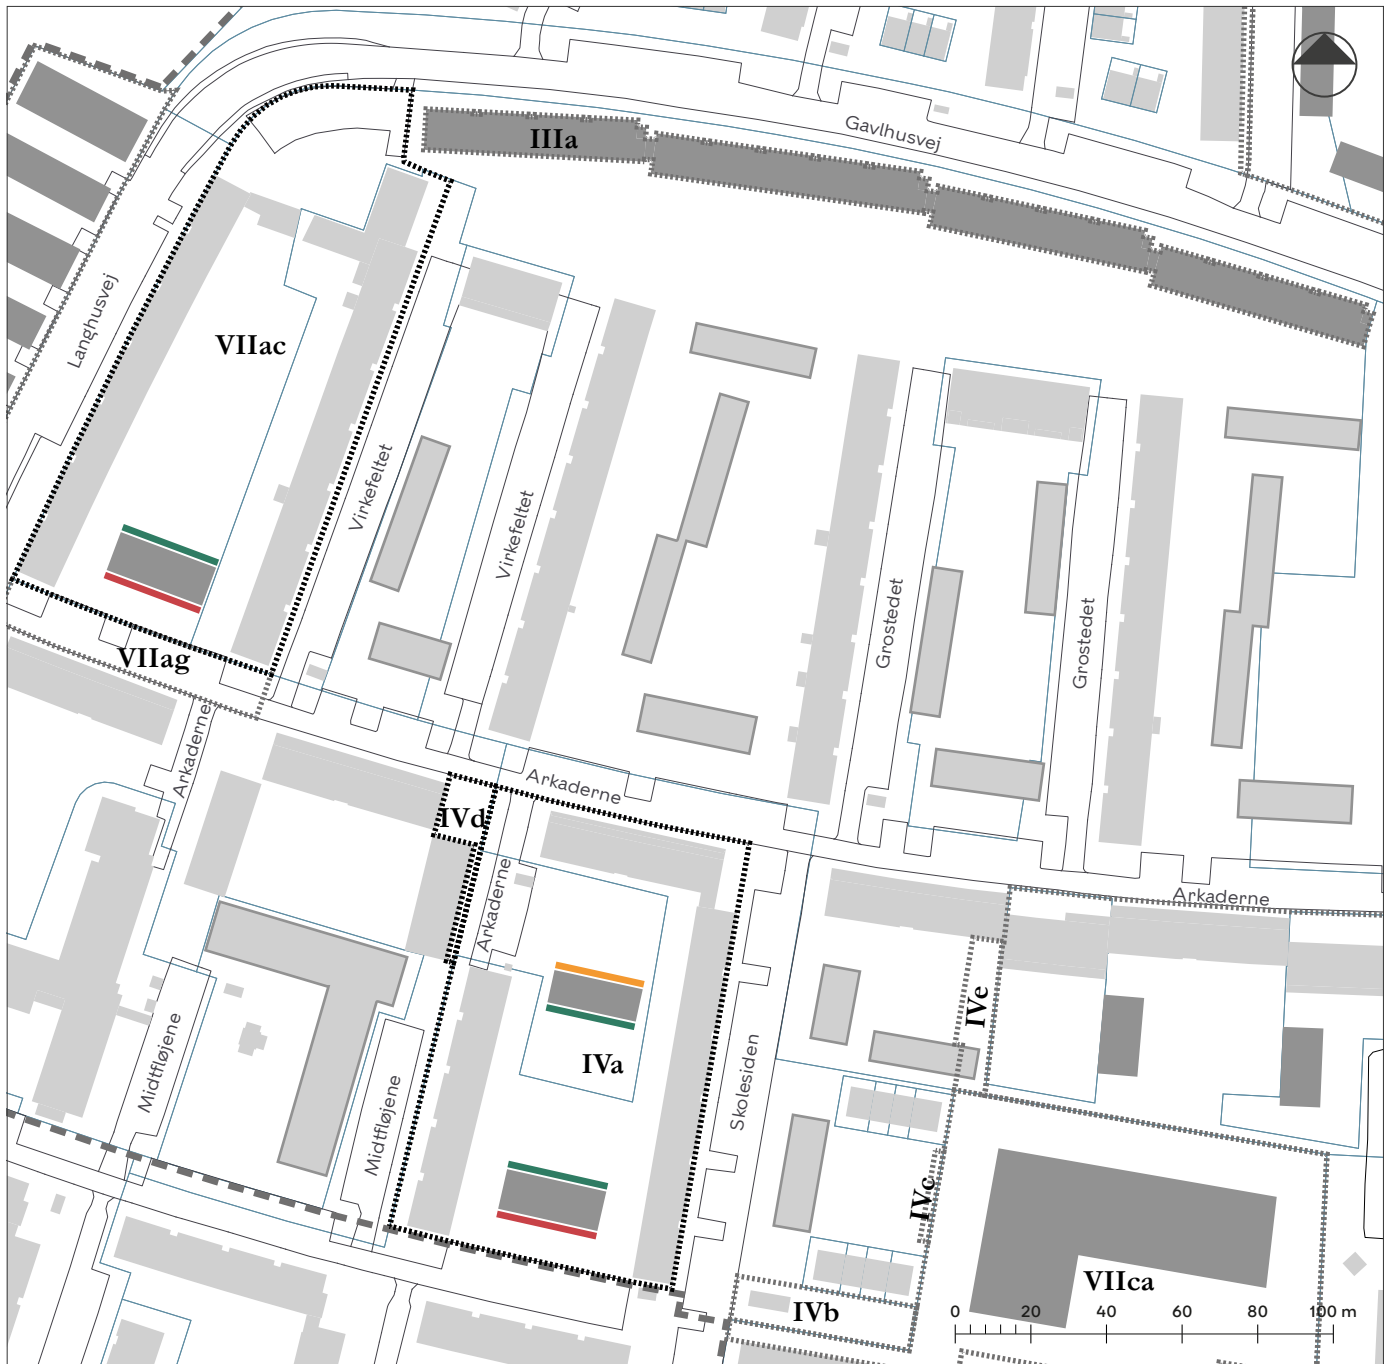 IIIa
Gavlhusvej
Langhusvej
VIIac
Virkefeltet
Virkefeltet
Grostedet
Grostedet
VIIag
Arkaderne
Arkaderne
IVd
Arkaderne
Arkaderne
IVe
IVa
Midtfløjene
Midtfløjene
Skolesiden
IVc
IVb
VIIca
0 20 40 60 80 100 m